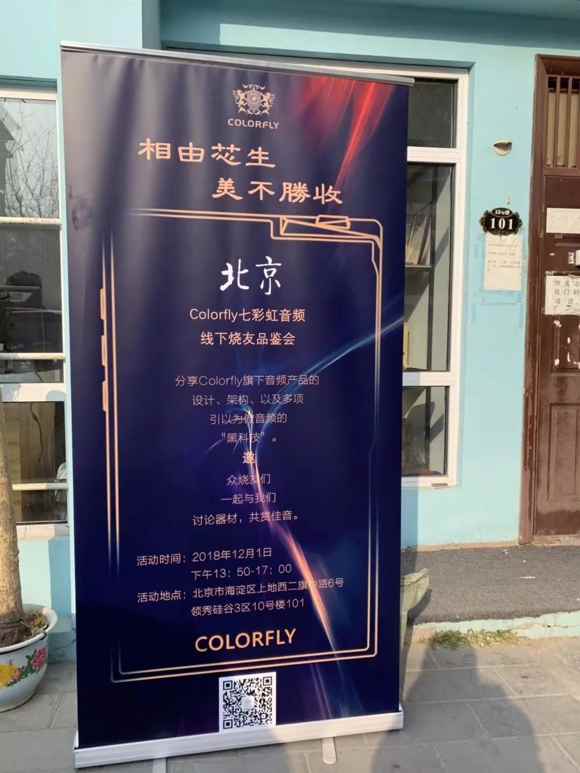 COLORFLY
相由芯生
美不勝收
北京
Colorfly七彩虹音频
线下烧友品鉴会
分享Colorfly旗下音频产品的
设计、架构、以及多项
引以为傲音频的
“黑科技”。
邀
众烧友们
一起与我们
讨论器材，共赏佳音。
活动时间：2018年12月1日
下午13：50-17：00
活动地点：北京市海淀区上地西二旗中路6号
领秀硅谷3区10号楼101
COLORFLY
101